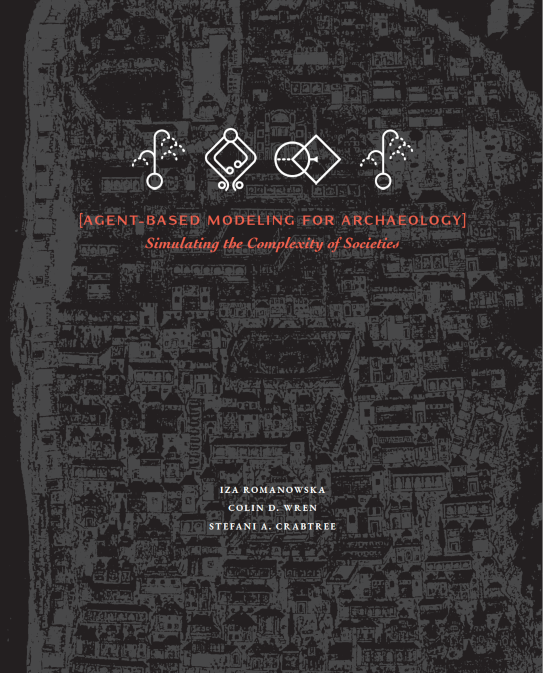 [AGENT-BASED MODELING FOR ARCHAEOLOGY]
Simulating the Complexity of Societies
IZA ROMANOWSKA
COLIN D. WREN
STEFANI A. CRABTREE